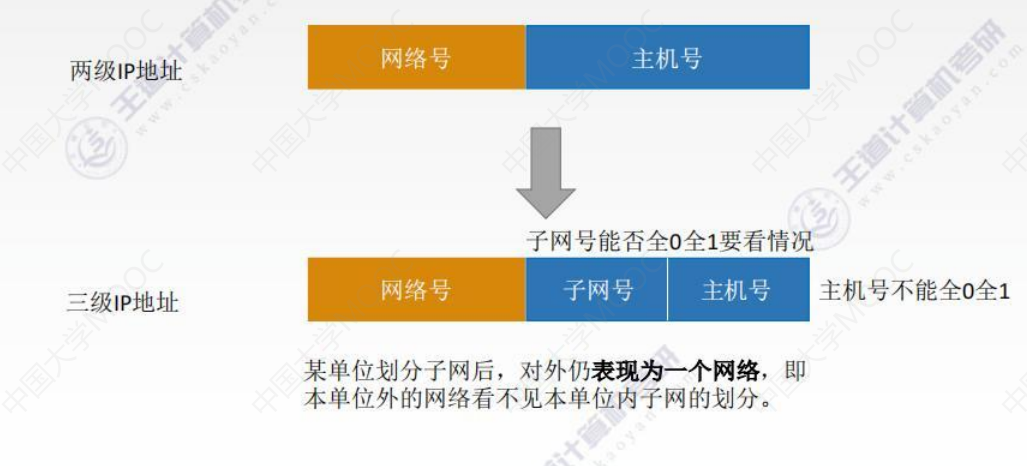 两级IP地址
网络号
主机号
子网号能否全0全1要看情况
三级IP地址
网络号
子网号
主机号
主机号不能全0全1
某单位划分子网后，对外仍表现为一个网络，即
本单位外的网络看不见本单位内子网的划分。
中国大学MOOC
王道计算机考研
www.cskaoyan.com